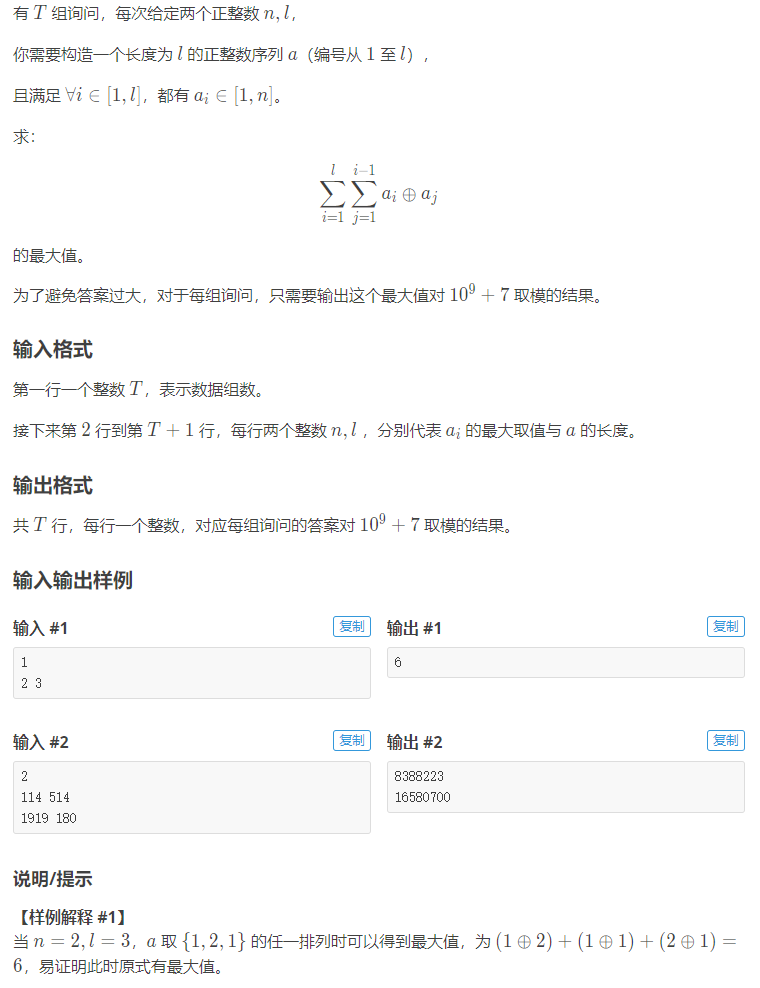 有 T 组询问，每次给定两个正整数 n, l，
你需要构造一个长度为 l 的正整数序列 a（编号从 1 至 l），
且满足 ∀i ∈ [1, l]，都有 a_i ∈ [1, n]。
求：
\sum_{i=1}^{l} \sum_{j=1}^{i-1} a_i ⊕ a_j
的最大值。
为了避免答案过大，对于每组询问，只需要输出这个最大值对 10^9 + 7 取模的结果。
输入格式
第一行一个整数 T，表示数据组数。
接下来第 2 行到第 T + 1 行，每行两个整数 n, l ，分别代表 a_i 的最大取值与 a 的长度。
输出格式
共 T 行，每行一个整数，对应每组询问的答案对 10^9 + 7 取模的结果。
输入输出样例
输入 #1 复制
1
2 3
输出 #1 复制
6
输入 #2 复制
2
114 514
1919 180
输出 #2 复制
8388223
16580700
说明/提示
【样例解释 #1】
当 n = 2, l = 3，a 取 {1, 2, 1} 的任一排列时可以得到最大值，为 (1 ⊕ 2) + (1 ⊕ 1) + (2 ⊕ 1) =
6，易证明此时原式有最大值。